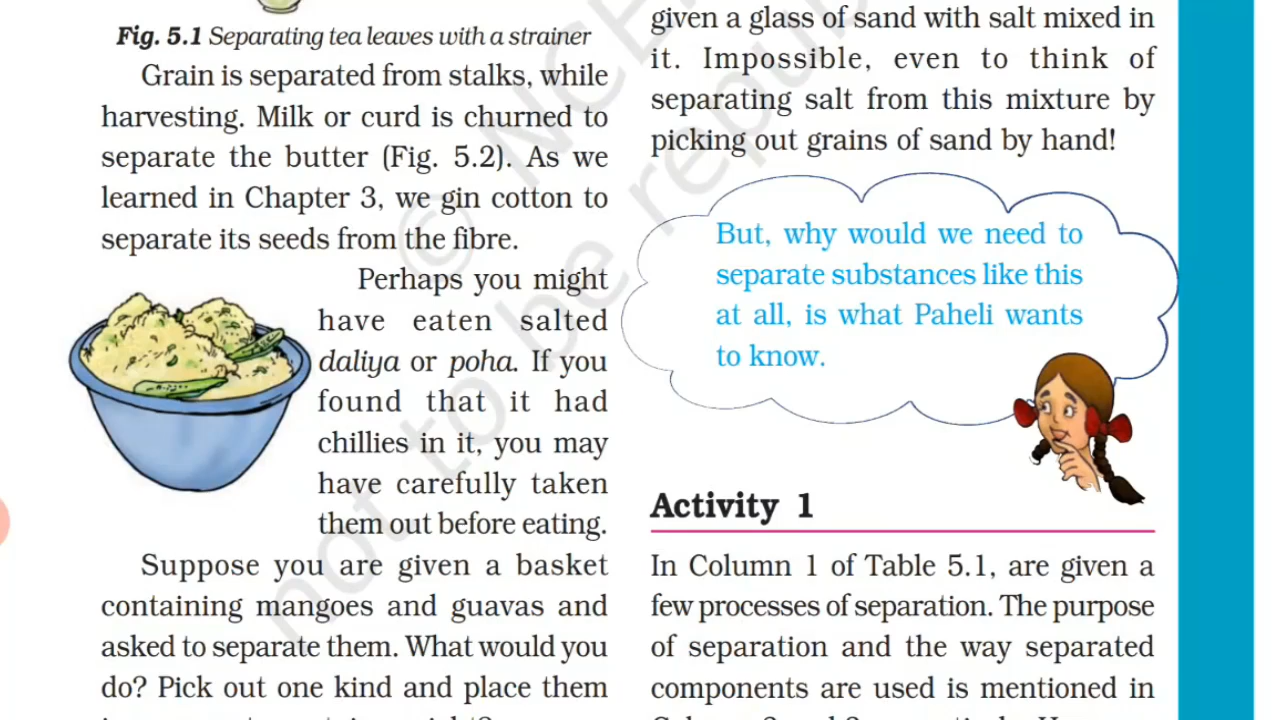 Fig. 5.1 Separating tea leaves with a strainer
Grain is separated from stalks, while
harvesting. Milk or curd is churned to
separate the butter (Fig. 5.2). As we
learned in Chapter 3, we gin cotton to
separate its seeds from the fibre.
Perhaps you might
have eaten salted
daliya or poha. If you
found that it had
chillies in it, you may
have carefully taken
them out before eating.
Suppose you are given a basket
containing mangoes and guavas and
asked to separate them. What would you
do? Pick out one kind and place them
given a glass of sand with salt mixed in
it. Impossible, even to think of
separating salt from this mixture by
picking out grains of sand by hand!
But, why would we need to
separate substances like this
at all, is what Paheli wants
to know.
Activity 1
In Column 1 of Table 5.1, are given a
few processes of separation. The purpose
of separation and the way separated
components are used is mentioned in
not to be republ